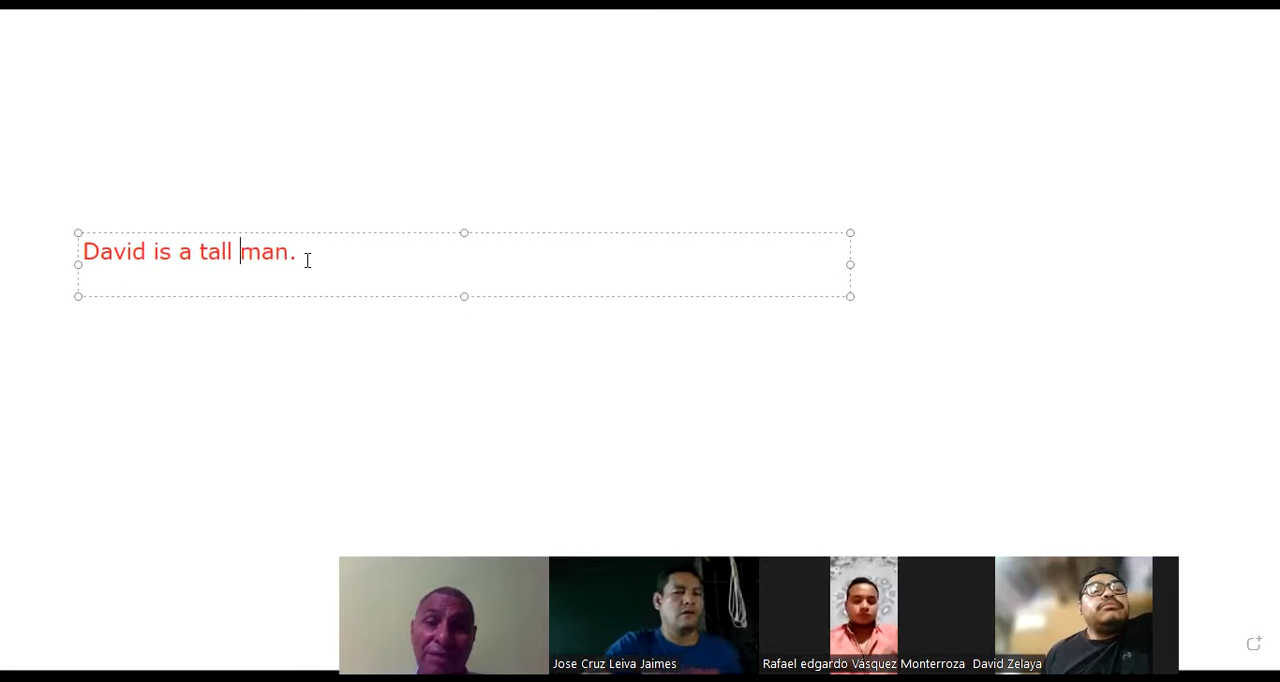 David is a tall man.
Jose Cruz Leiva Jaimes
Rafael edgardo Vásquez Monterroza
David Zelaya